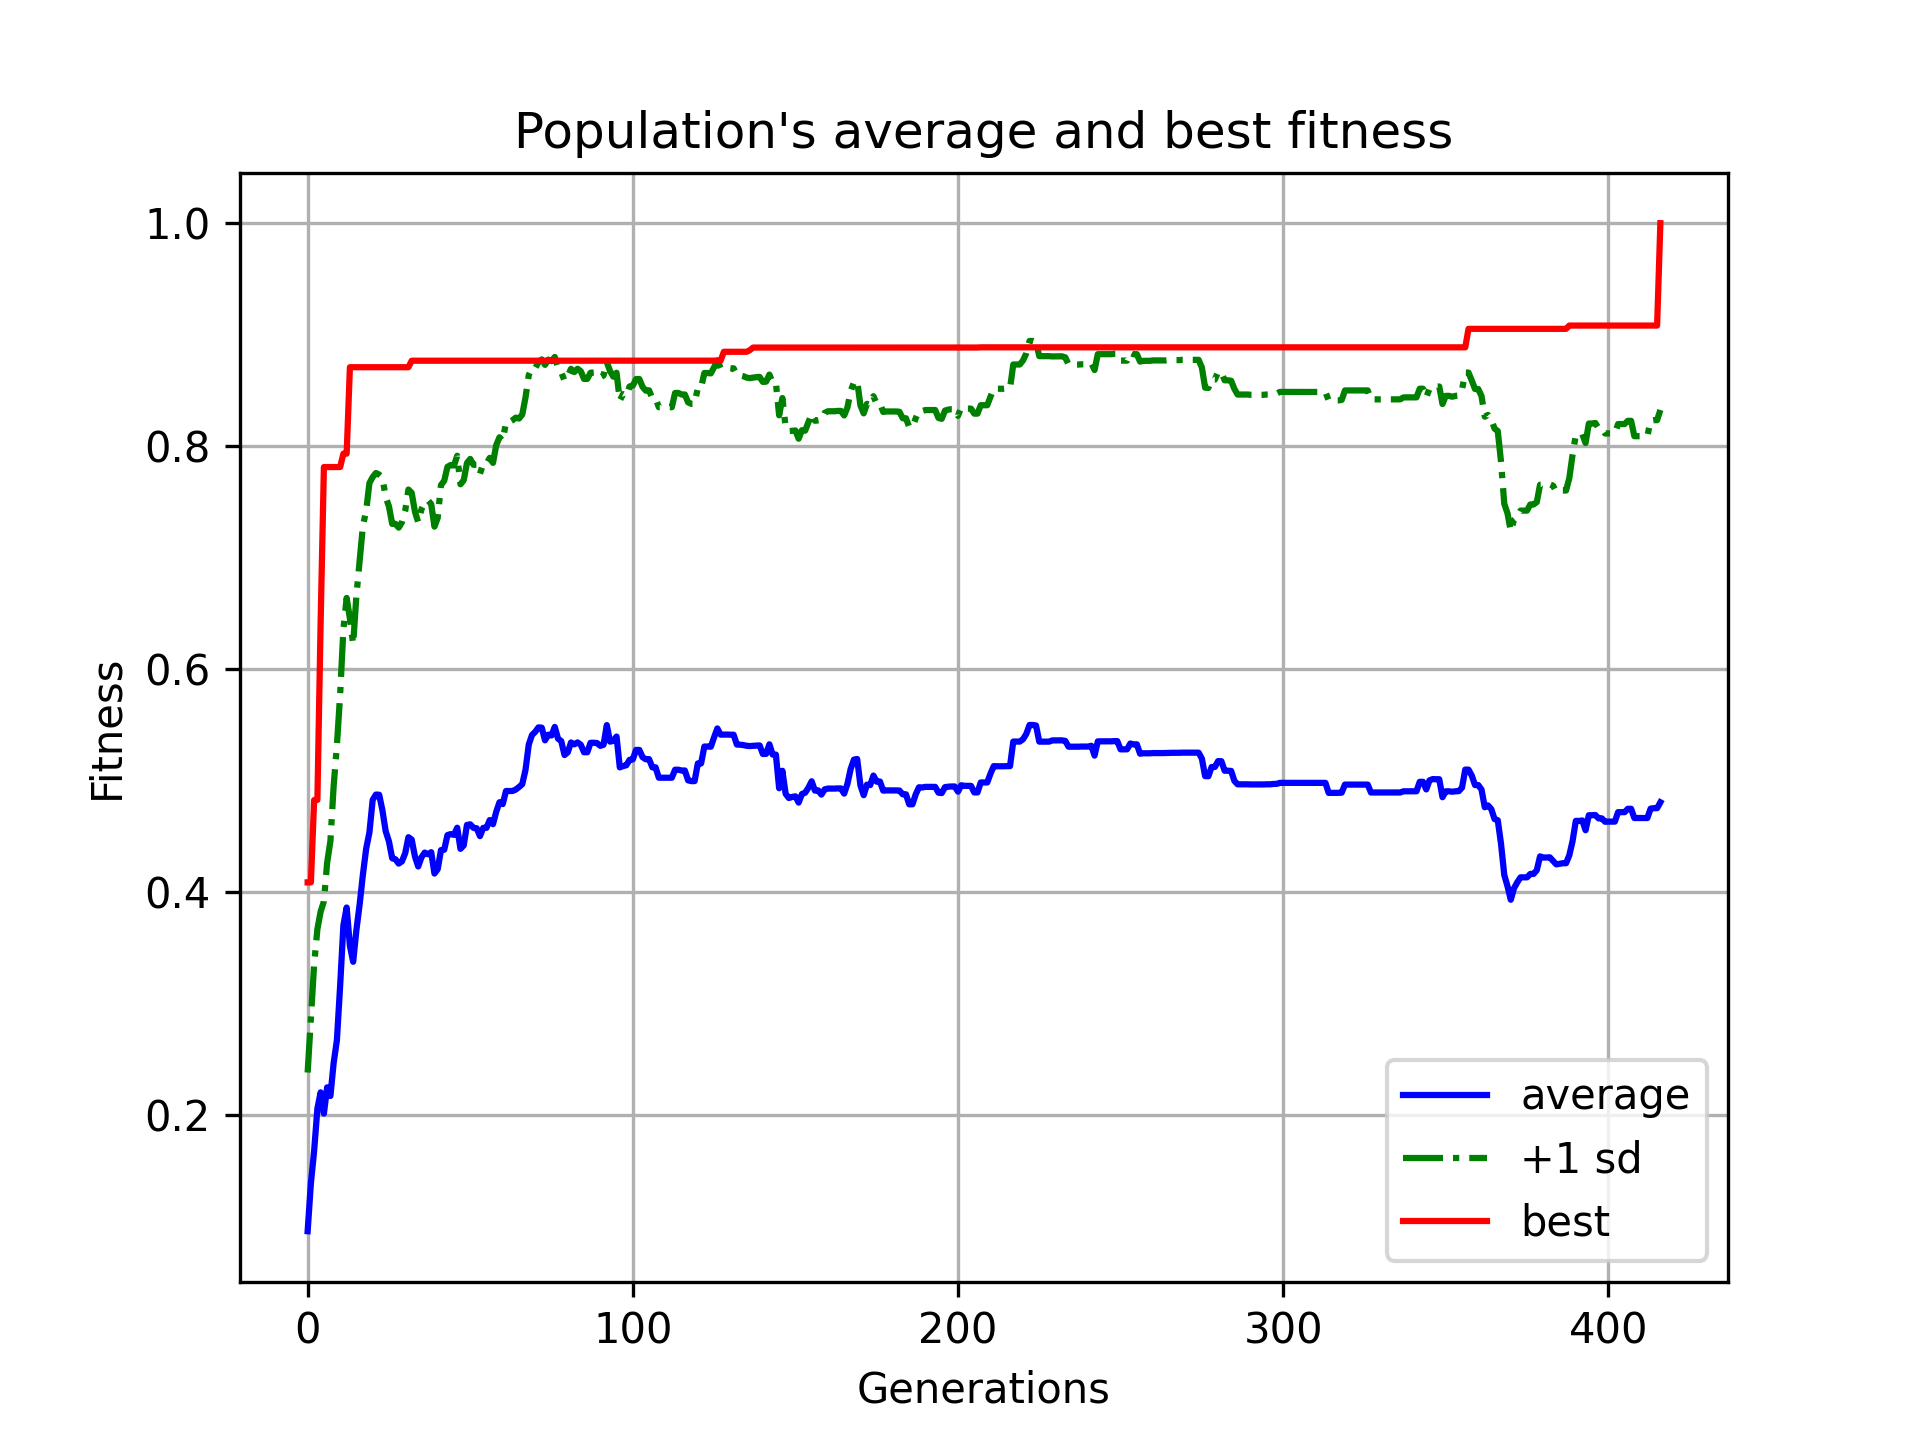 Population's average and best fitness
1.0
0.8
0.6
0.4
0.2
Fitness
0 100 200 300 400
Generations
average
+1 sd
best